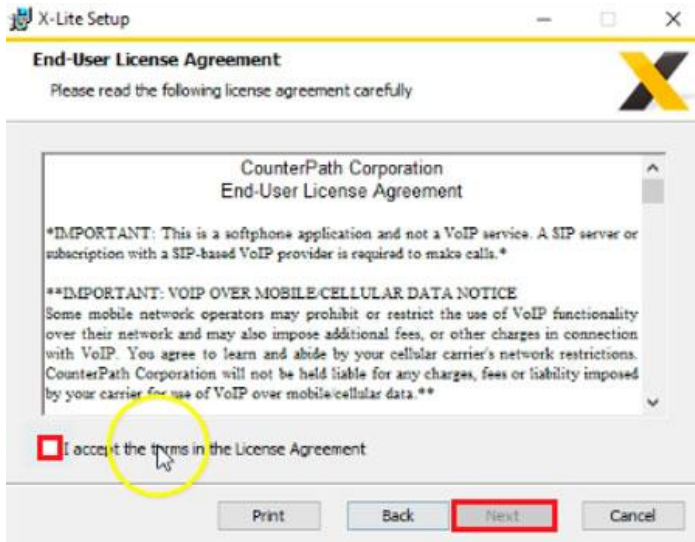 X-Lite Setup
End-User License Agreement
Please read the following license agreement carefully
CounterPath Corporation
End-User License Agreement
*IMPORTANT: This is a softphone application and not a VoIP service. A SIP server or
subscription with a SIP-based VoIP provider is required to make calls.*
**IMPORTANT: VOIP OVER MOBILE/CELLULAR DATA NOTICE
Some mobile network operators may prohibit or restrict the use of VoIP functionality
over their network and may also impose additional fees, or other charges in connection
with VoIP. You agree to learn and abide by your cellular carrier's network restrictions.
CounterPath Corporation will not be held liable for any charges, fees or liability imposed
by your carrier for use of VoIP over mobile/cellular data.**
I accept the terms in the License Agreement
Print Back Next Cancel